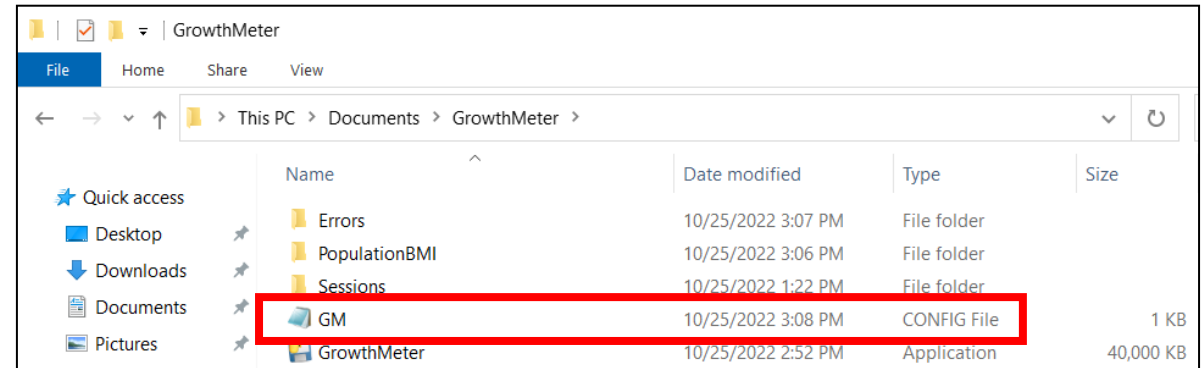 GrowthMeter
File Home Share View
This PC > Documents > GrowthMeter >
Name Date modified Type Size
Quick access
Errors 10/25/2022 3:07 PM File folder
Desktop
PopulationBMI 10/25/2022 3:06 PM File folder
Downloads
Sessions 10/25/2022 1:22 PM File folder
Documents
GM 10/25/2022 3:08 PM CONFIG File 1 KB
Pictures
GrowthMeter 10/25/2022 2:52 PM Application 40,000 KB